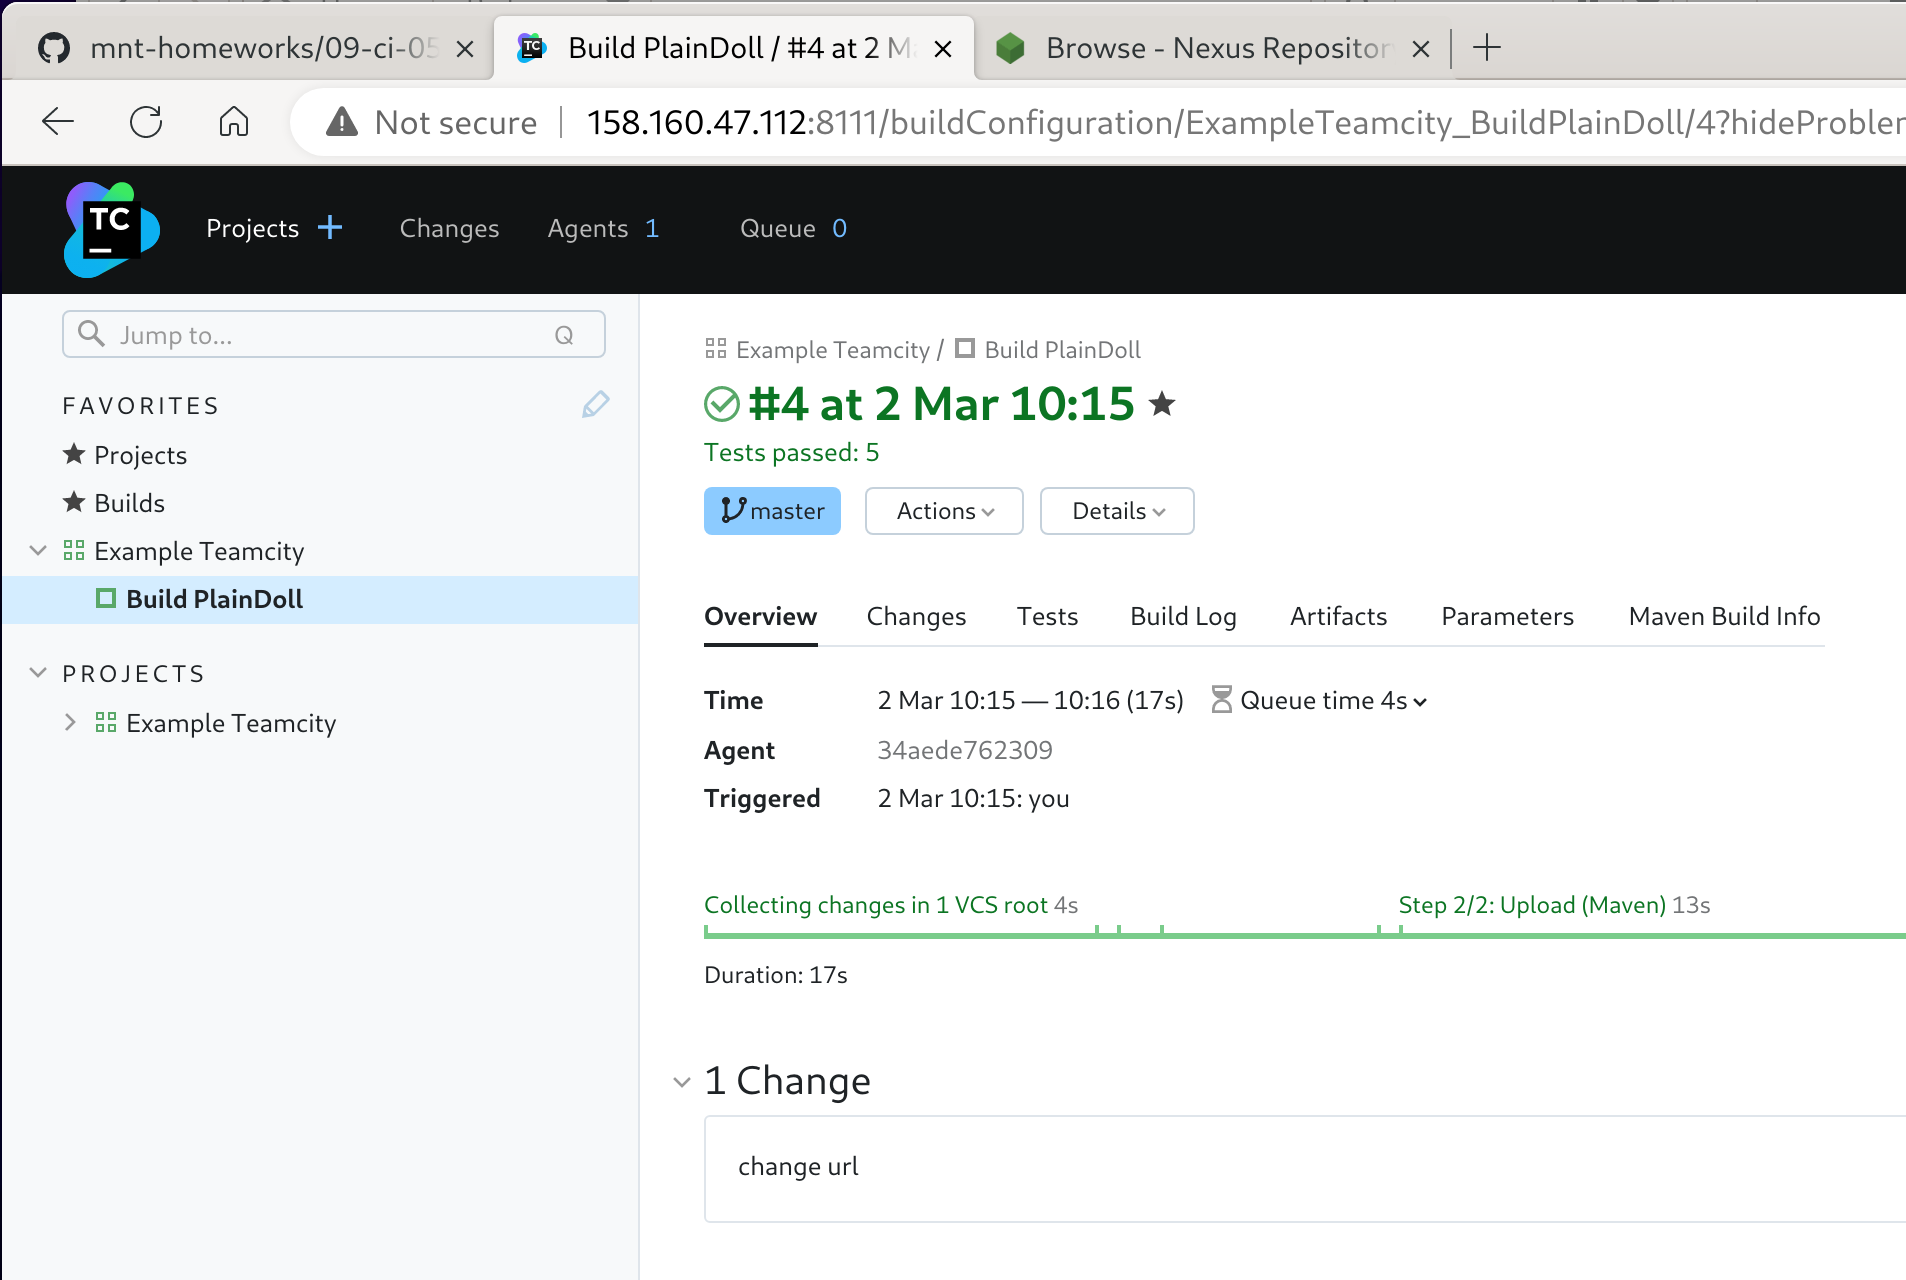 mnt-homeworks/09-ci-05
Build PlainDoll / #4 at 2 Ma
Browse - Nexus Repository
Not secure
158.160.47.112:8111/buildConfiguration/ExampleTeamcity_BuildPlainDoll/4?hideProblem
TC
Projects
Changes
Agents 1
Queue 0
Jump to... Q
FAVORITES
Projects
Builds
Example Teamcity
Build PlainDoll
PROJECTS
Example Teamcity
Example Teamcity / Build PlainDoll
#4 at 2 Mar 10:15
Tests passed: 5
master
Actions
Details
Overview
Changes
Tests
Build Log
Artifacts
Parameters
Maven Build Info
Time 2 Mar 10:15 — 10:16 (17s) Queue time 4s
Agent 34aede762309
Triggered 2 Mar 10:15: you
Collecting changes in 1 VCS root 4s
Step 2/2: Upload (Maven) 13s
Duration: 17s
1 Change
change url